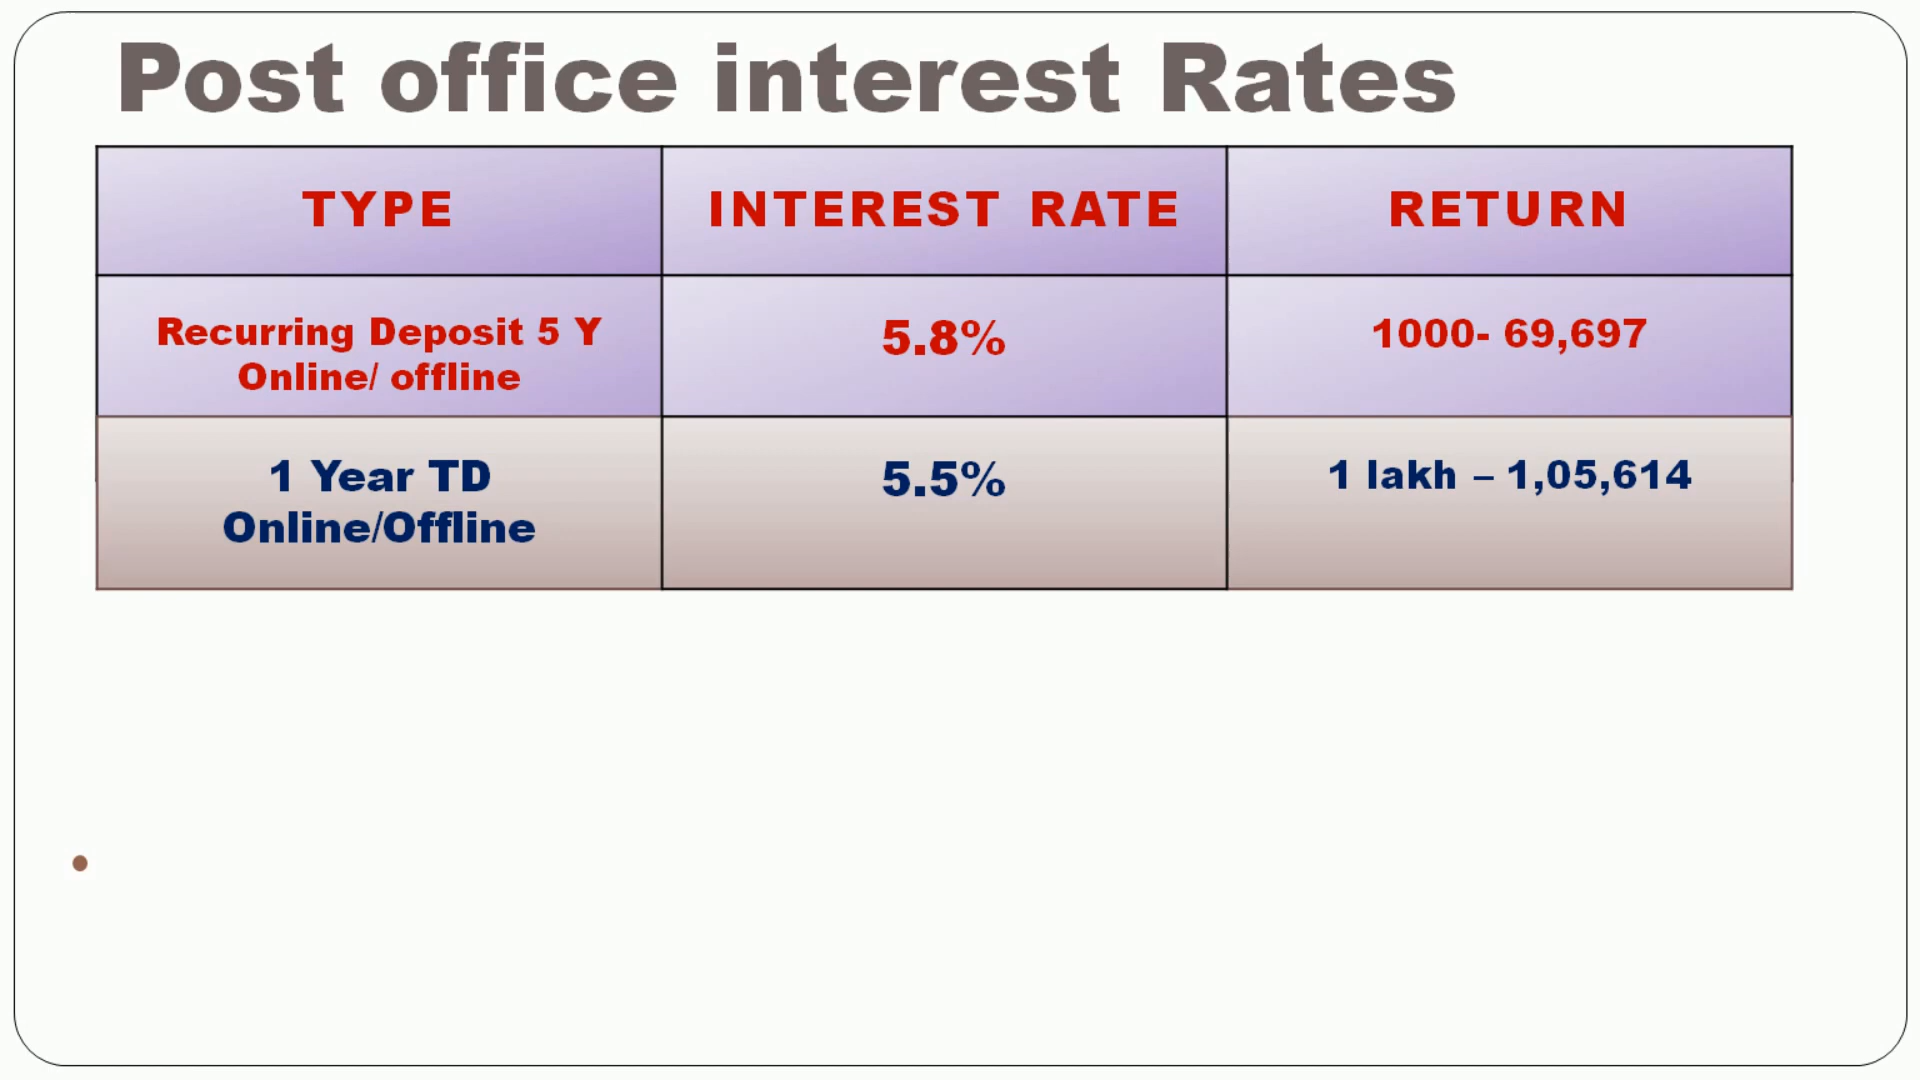 Post office interest Rates
TYPE
INTEREST RATE
RETURN
Recurring Deposit 5 Y
Online/ offline
5.8%
1000- 69,697
1 Year TD
Online/Offline
5.5%
1 lakh – 1,05,614